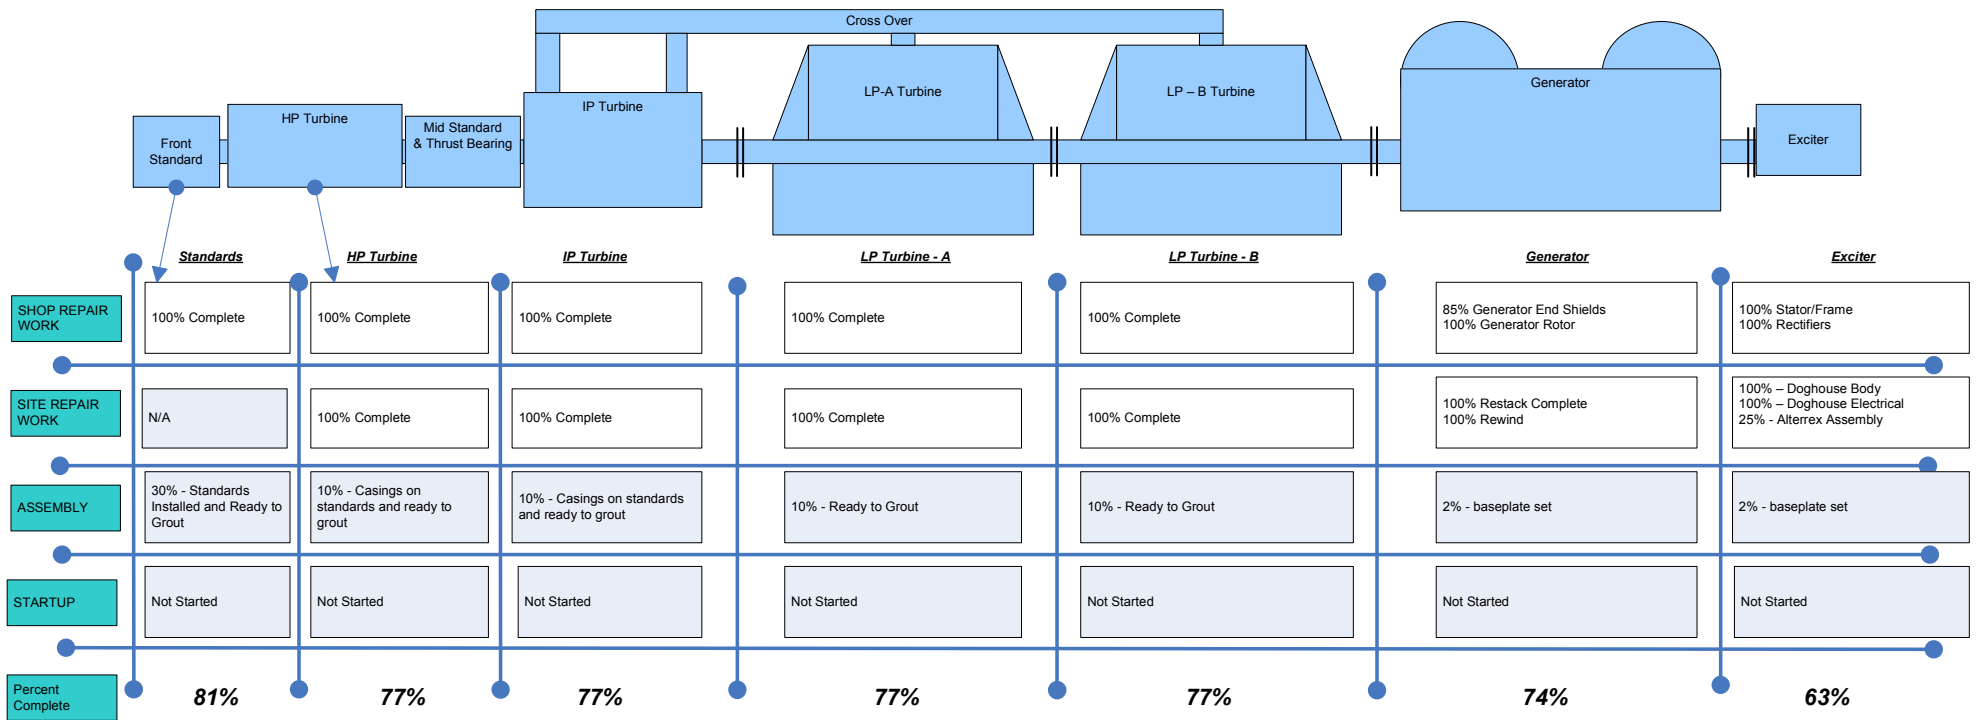 Cross Over
Front
Standard
HP Turbine
Mid Standard
& Thrust Bearing
IP Turbine
LP-A Turbine
LP – B Turbine
Generator
Exciter
Standards
HP Turbine
IP Turbine
LP Turbine - A
LP Turbine - B
Generator
Exciter
SHOP REPAIR
WORK
100% Complete
100% Complete
100% Complete
100% Complete
100% Complete
85% Generator End Shields
100% Generator Rotor
100% Stator/Frame
100% Rectifiers
SITE REPAIR
WORK
N/A
100% Complete
100% Complete
100% Complete
100% Complete
100% Restack Complete
100% Rewind
100% – Doghouse Body
100% – Doghouse Electrical
25% - Alterrex Assembly
ASSEMBLY
30% - Standards
Installed and Ready to
Grout
10% - Casings on
standards and ready to
grout
10% - Casings on standards
and ready to grout
10% - Ready to Grout
10% - Ready to Grout
2% - baseplate set
2% - baseplate set
STARTUP
Not Started
Not Started
Not Started
Not Started
Not Started
Not Started
Not Started
Percent
Complete
81%
77%
77%
77%
77%
74%
63%